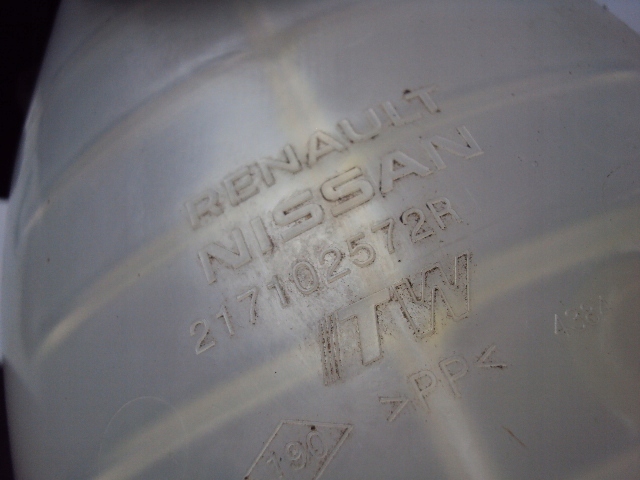 RENAULT
NISSAN
217102572R
ITW
>PP<